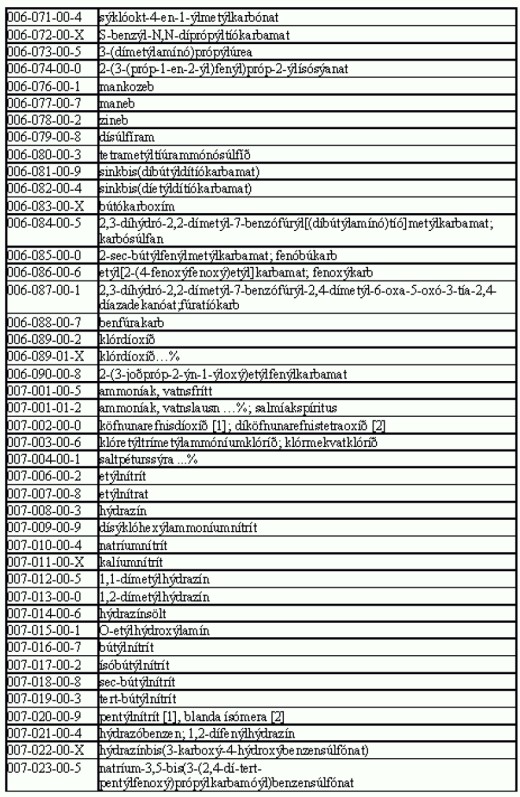 006-071-00-4 sýklóokt-4-en-1-ýlmetýlkarbónat
006-072-00-X S-benzýl-N,N-díprópýltíókarbamat
006-073-00-5 3-(dímetýlamínó)própýlúrea
006-074-00-0 2-(3-(próp-1-en-2-ýl)fenýl)próp-2-ýlísósýanat
006-076-00-1 mankozeb
006-077-00-7 maneb
006-078-00-2 zineb
006-079-00-8 dísúlfíram
006-080-00-3 tetrametýltíúrammónósúlfíð
006-081-00-9 sinkbis(díbútýldítíókarbamat)
006-082-00-4 sinkbis(díetýldítíókarbamat)
006-083-00-X bútókarboxím
006-084-00-5 2,3-díhýdró-2,2-dímetýl-7-benzófúrýl[(díbútýlamínó)tíó]metýlkarbamat;
karbósúlfan
006-085-00-0 2-sec-bútýlfenýlmetýlkarbamat; fenóbúkarb
006-086-00-6 etýl[2-(4-fenoxýfenoxý)etýl]karbamat; fenoxýkarb
006-087-00-1 2,3-díhýdró-2,2-dímetýl-7-benzófúrýl-2,4-dímetýl-6-oxa-5-oxó-3-tía-2,4-
díazadekanóat;fúratíókarb
006-088-00-7 benfúrakarb
006-089-00-2 klórdíoxíð
006-089-01-X klórdíoxíð…%
006-090-00-8 2-(3-joðpróp-2-ýn-1-ýloxý)etýlfenýlkarbamat
007-001-00-5 ammoníak, vatnsfrítt
007-001-01-2 ammoníak, vatnslausn …%; salmíakspíritus
007-002-00-0 köfnunarefnisdíoxíð [1]; díköfnunarefnistetraoxíð [2]
007-003-00-6 klóretýltrímetýlammóníumklóríð; klórmekvatklóríð
007-004-00-1 saltpéturssýra ...%
007-006-00-2 etýlnítrít
007-007-00-8 etýlnítrat
007-008-00-3 hýdrazín
007-009-00-9 dísýklóhexýlammoníumnítrít
007-010-00-4 natríumnítrít
007-011-00-X kalíumnítrít
007-012-00-5 1,1-dímetýlhýdrazín
007-013-00-0 1,2-dímetýlhýdrazín
007-014-00-6 hýdrazínsölt
007-015-00-1 O-etýlhýdroxýlamín
007-016-00-7 bútýlnítrít
007-017-00-2 ísóbútýlnítrít
007-018-00-8 sec-bútýlnítrít
007-019-00-3 tert-bútýlnítrít
007-020-00-9 pentýlnítrít [1], blanda ísómera [2]
007-021-00-4 hýdrazóbenzen; 1,2-dífenýlhýdrazín
007-022-00-X hýdrazínbis(3-karboxý-4-hýdroxýbenzensúlfónat)
007-023-00-5 natríum-3,5-bis(3-(2,4-dí-tert-
pentýlfenoxý)própýlkarbamóýl)benzensúlfónat